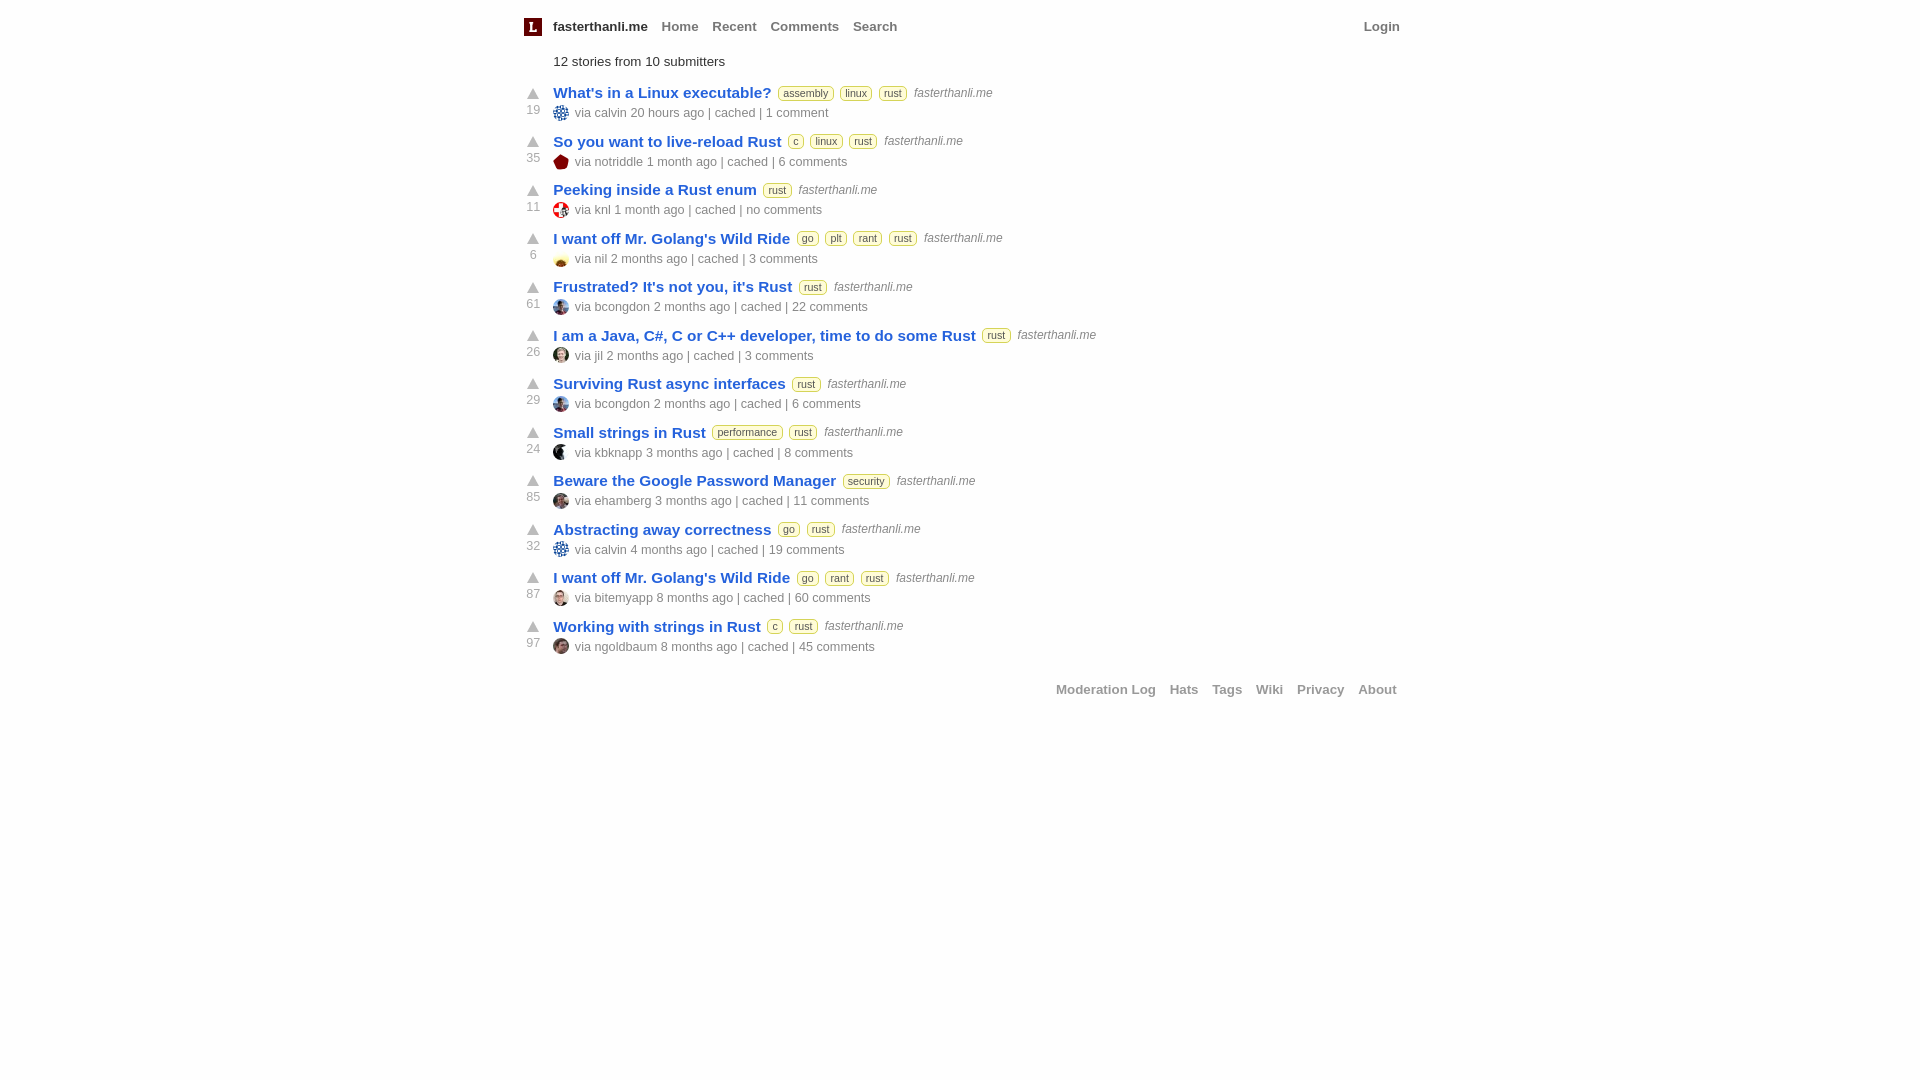 L fasterthanli.me Home Recent Comments Search Login
12 stories from 10 submitters
What's in a Linux executable? assembly linux rust fasterthanli.me
19 via calvin 20 hours ago | cached | 1 comment
So you want to live-reload Rust c linux rust fasterthanli.me
35 via notriddle 1 month ago | cached | 6 comments
Peeking inside a Rust enum rust fasterthanli.me
11 via knl 1 month ago | cached | no comments
I want off Mr. Golang's Wild Ride go plt rant rust fasterthanli.me
6 via nil 2 months ago | cached | 3 comments
Frustrated? It's not you, it's Rust rust fasterthanli.me
61 via bcongdon 2 months ago | cached | 22 comments
I am a Java, C#, C or C++ developer, time to do some Rust rust fasterthanli.me
26 via jil 2 months ago | cached | 3 comments
Surviving Rust async interfaces rust fasterthanli.me
29 via bcongdon 2 months ago | cached | 6 comments
Small strings in Rust performance rust fasterthanli.me
24 via kbknapp 3 months ago | cached | 8 comments
Beware the Google Password Manager security fasterthanli.me
85 via ehamberg 3 months ago | cached | 11 comments
Abstracting away correctness go rust fasterthanli.me
32 via calvin 4 months ago | cached | 19 comments
I want off Mr. Golang's Wild Ride go rant rust fasterthanli.me
87 via bitemyapp 8 months ago | cached | 60 comments
Working with strings in Rust c rust fasterthanli.me
97 via ngoldbaum 8 months ago | cached | 45 comments
Moderation Log Hats Tags Wiki Privacy About